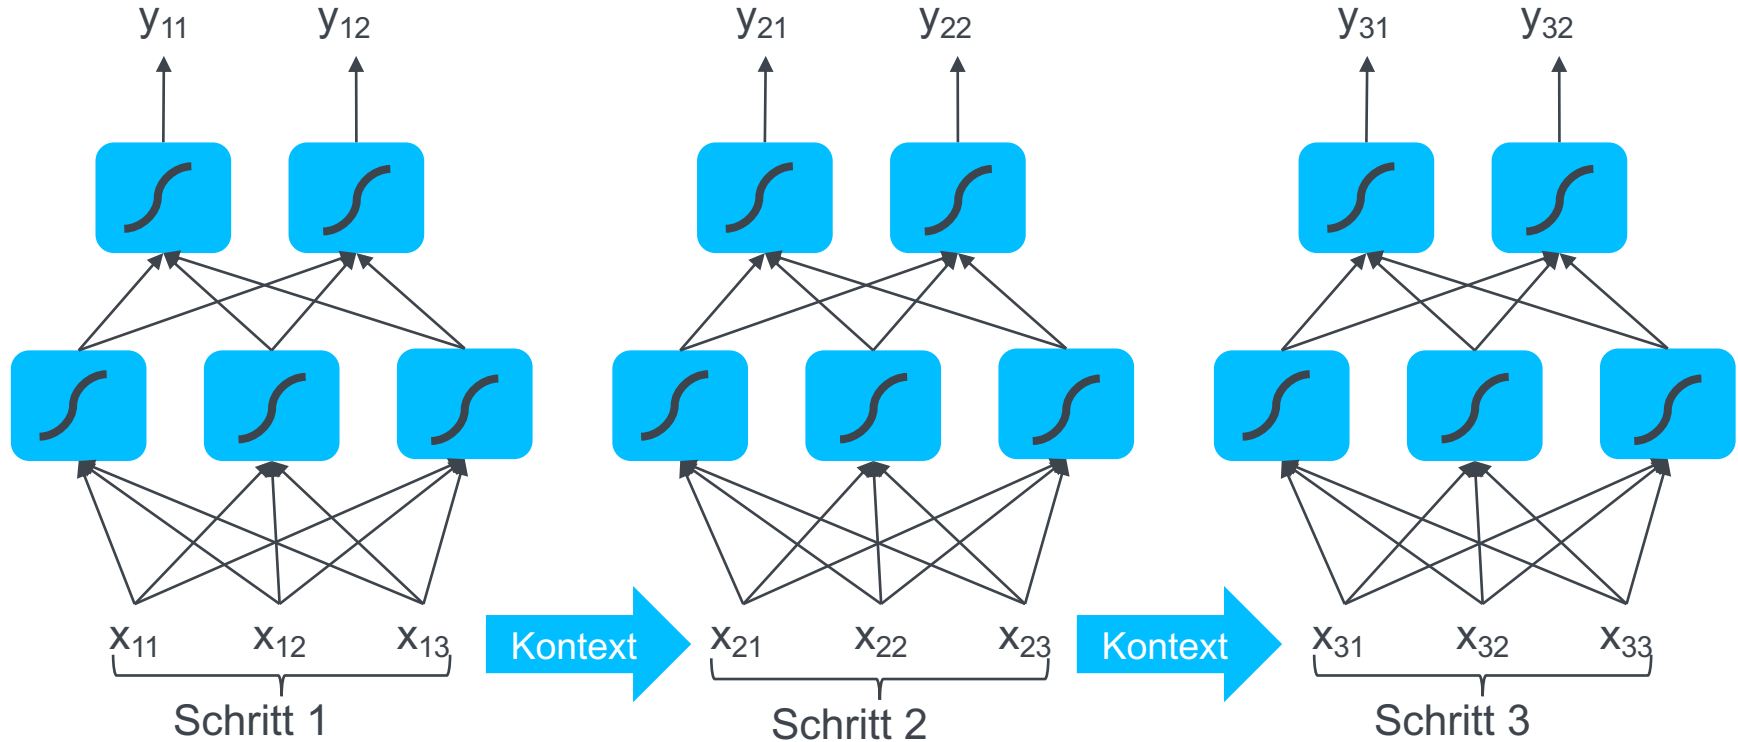 y11 y12 y21 y22 y31 y32
x11 x12 x13 Kontext x21 x22 x23 Kontext x31 x32 x33
Schritt 1 Schritt 2 Schritt 3